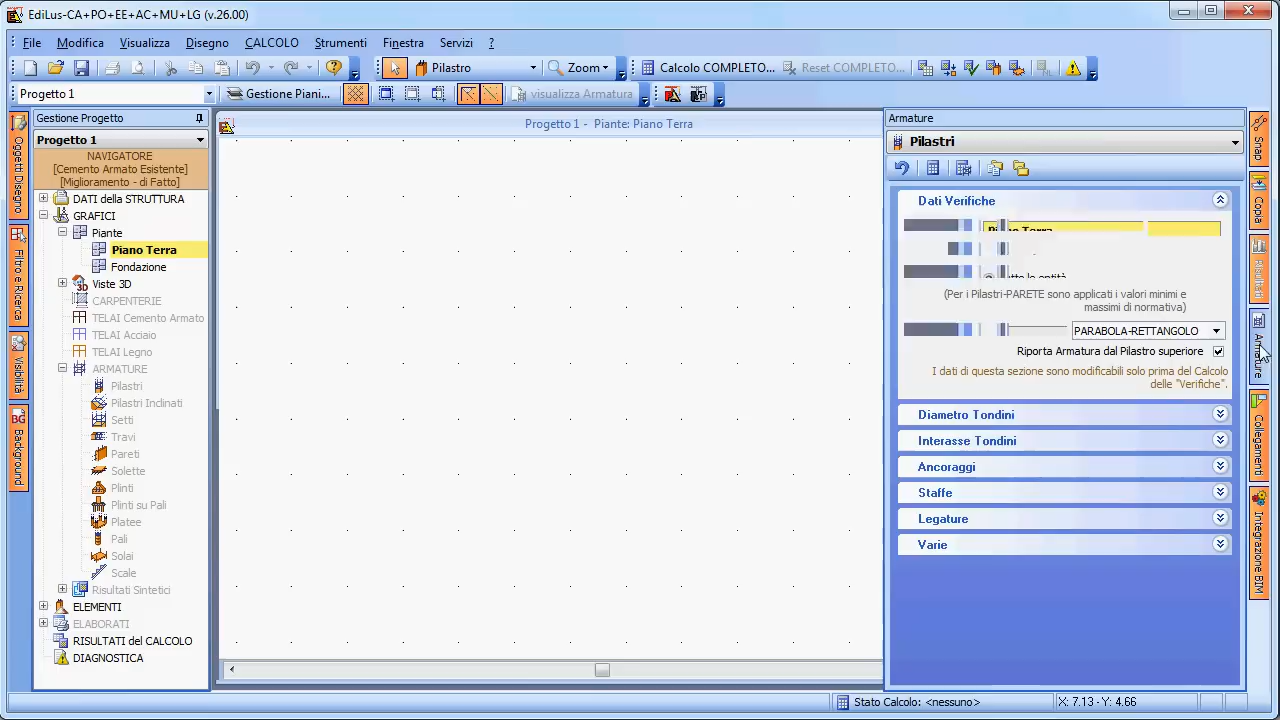 EdiLus-CA+PO+EE+AC+MU+LG (v.26.00)
File Modifica Visualizza Disegno CALCOLO Strumenti Finestra Servizi ?
Pilastro Zoom Calcolo COMPLETO... Reset COMPLETO...
Progetto 1 Gestione Piani... visualizza Armatura
Gestione Progetto
Progetto 1
NAVIGATORE
[Cemento Armato Esistente]
[Miglioramento - di Fatto]
DATI della STRUTTURA
GRAFICI
Piante
Piano Terra
Fondazione
Viste 3D
CARPENTERIE
TELAI Cemento Armato
TELAI Acciaio
TELAI Legno
ARMATURE
Pilastri
Pilastri Inclinati
Setti
Travi
Pareti
Solette
Plinti
Plinti su Pali
Platee
Pali
Solai
Scale
Risultati Sintetici
ELEMENTI
ELABORATI
RISULTATI del CALCOLO
DIAGNOSTICA
Oggetti Disegno
Filtro e Ricerca
Visibilità
BG
Background
Progetto 1 - Piante: Piano Terra
Armature
Pilastri
Dati Verifiche
Piano Terra
(Per i Pilastri-PARETE sono applicati i valori minimi e
massimi di normativa)
PARABOLA-RETTANGOLO
Riporta Armatura dal Pilastro superiore
I dati di questa sezione sono modificabili solo prima del Calcolo
delle "Verifiche".
Diametro Tondini
Interasse Tondini
Ancoraggi
Staffe
Legature
Varie
Snap
Copia
Risultati
Armature
Collegamenti
Integrazione BIM
Stato Calcolo: <nessuno>
X: 7.13 - Y: 4.66